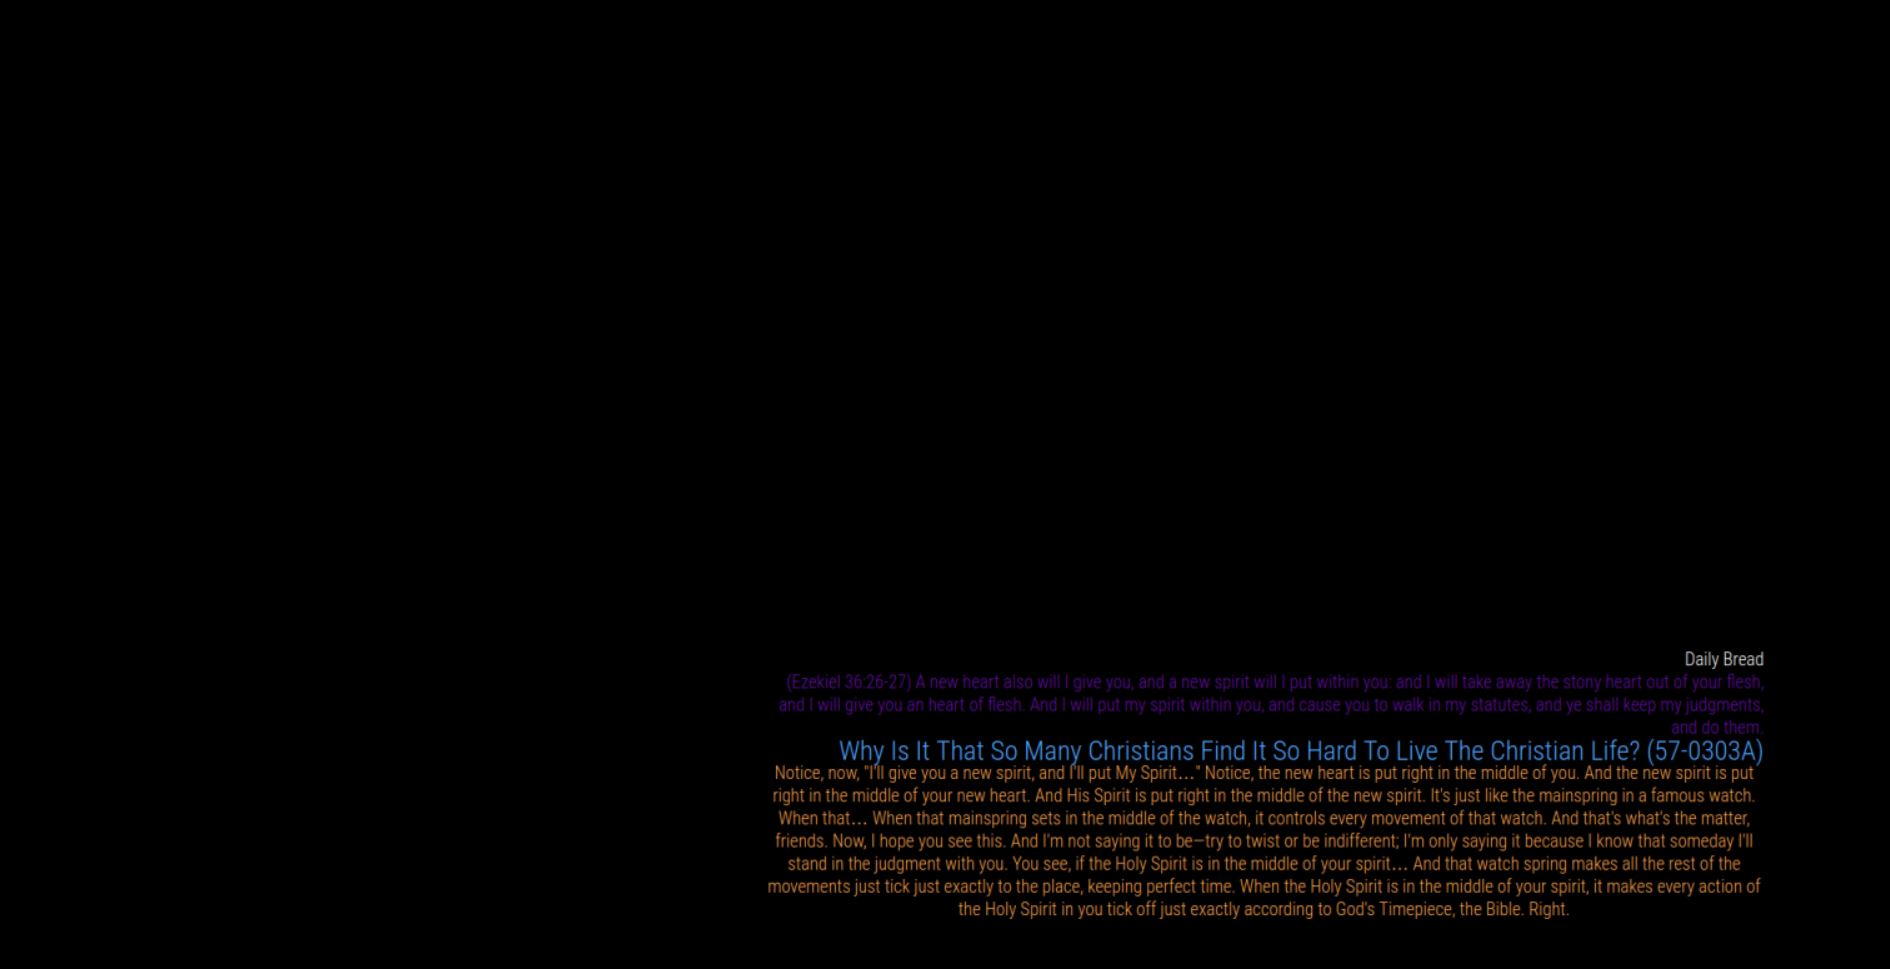 Daily Bread
(Ezekiel 36:26-27) A new heart also will I give you, and a new spirit will I put within you: and I will take away the stony heart out of your flesh,
and I will give you an heart of flesh. And I will put my spirit within you, and cause you to walk in my statutes, and ye shall keep my judgments,
and do them.
Why Is It That So Many Christians Find It So Hard To Live The Christian Life? (57-0303A)
Notice, now, "I'll give you a new spirit, and I'll put My Spirit…" Notice, the new heart is put right in the middle of you. And the new spirit is put
right in the middle of your new heart. And His Spirit is put right in the middle of the new spirit. It's just like the mainspring in a famous watch.
When that… When that mainspring sets in the middle of the watch, it controls every movement of that watch. And that's what's the matter,
friends. Now, I hope you see this. And I'm not saying it to be—try to twist or be indifferent; I'm only saying it because I know that someday I'll
stand in the judgment with you. You see, if the Holy Spirit is in the middle of your spirit… And that watch spring makes all the rest of the
movements just tick just exactly to the place, keeping perfect time. When the Holy Spirit is in the middle of your spirit, it makes every action of
the Holy Spirit in you tick off just exactly according to God's Timepiece, the Bible. Right.